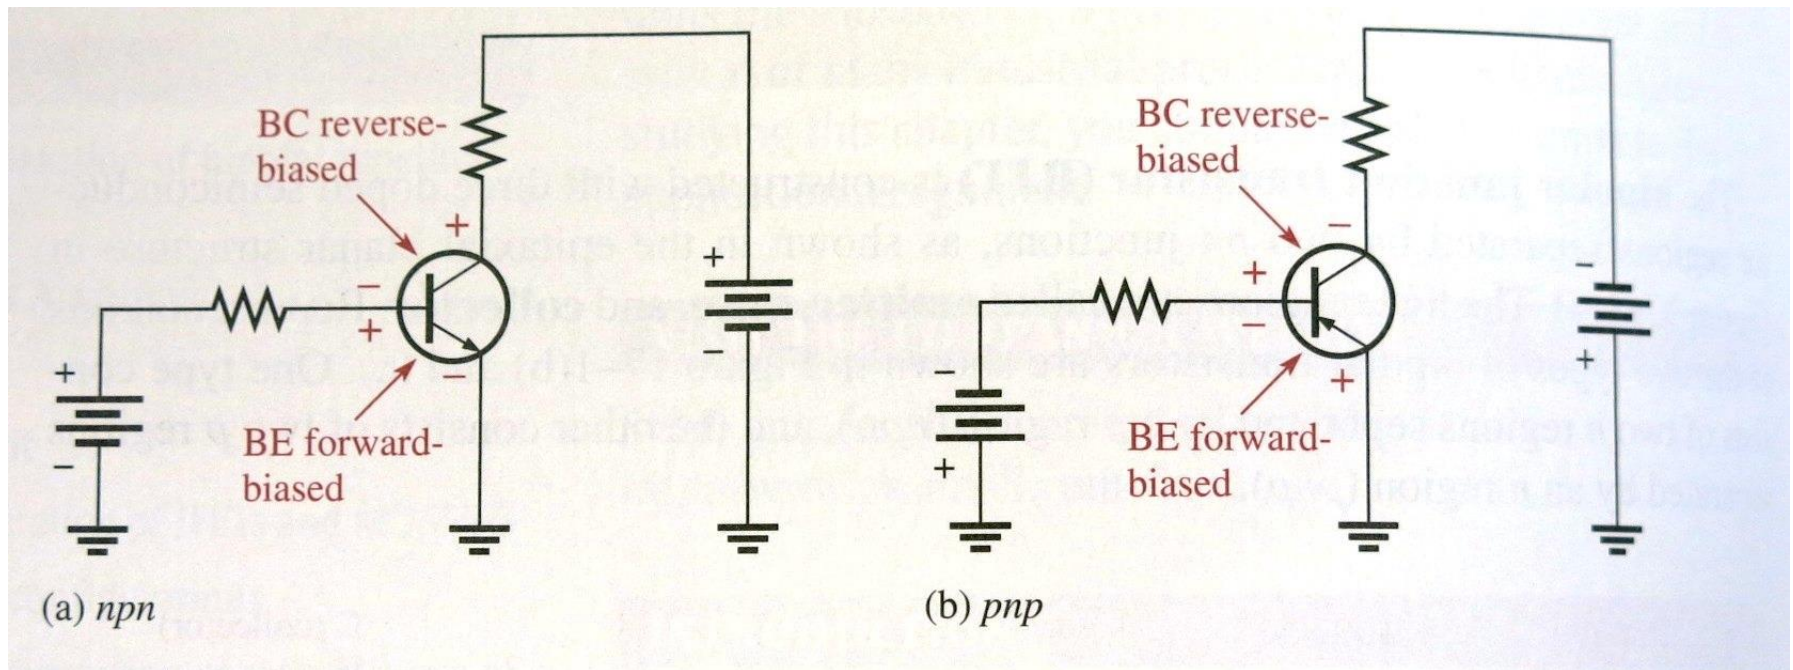 BC reverse-
biased
+
−
+
−
BE forward-
biased
+
−
+
−
(a) npn
BC reverse-
biased
−
+
−
+
BE forward-
biased
−
+
−
+
(b) pnp